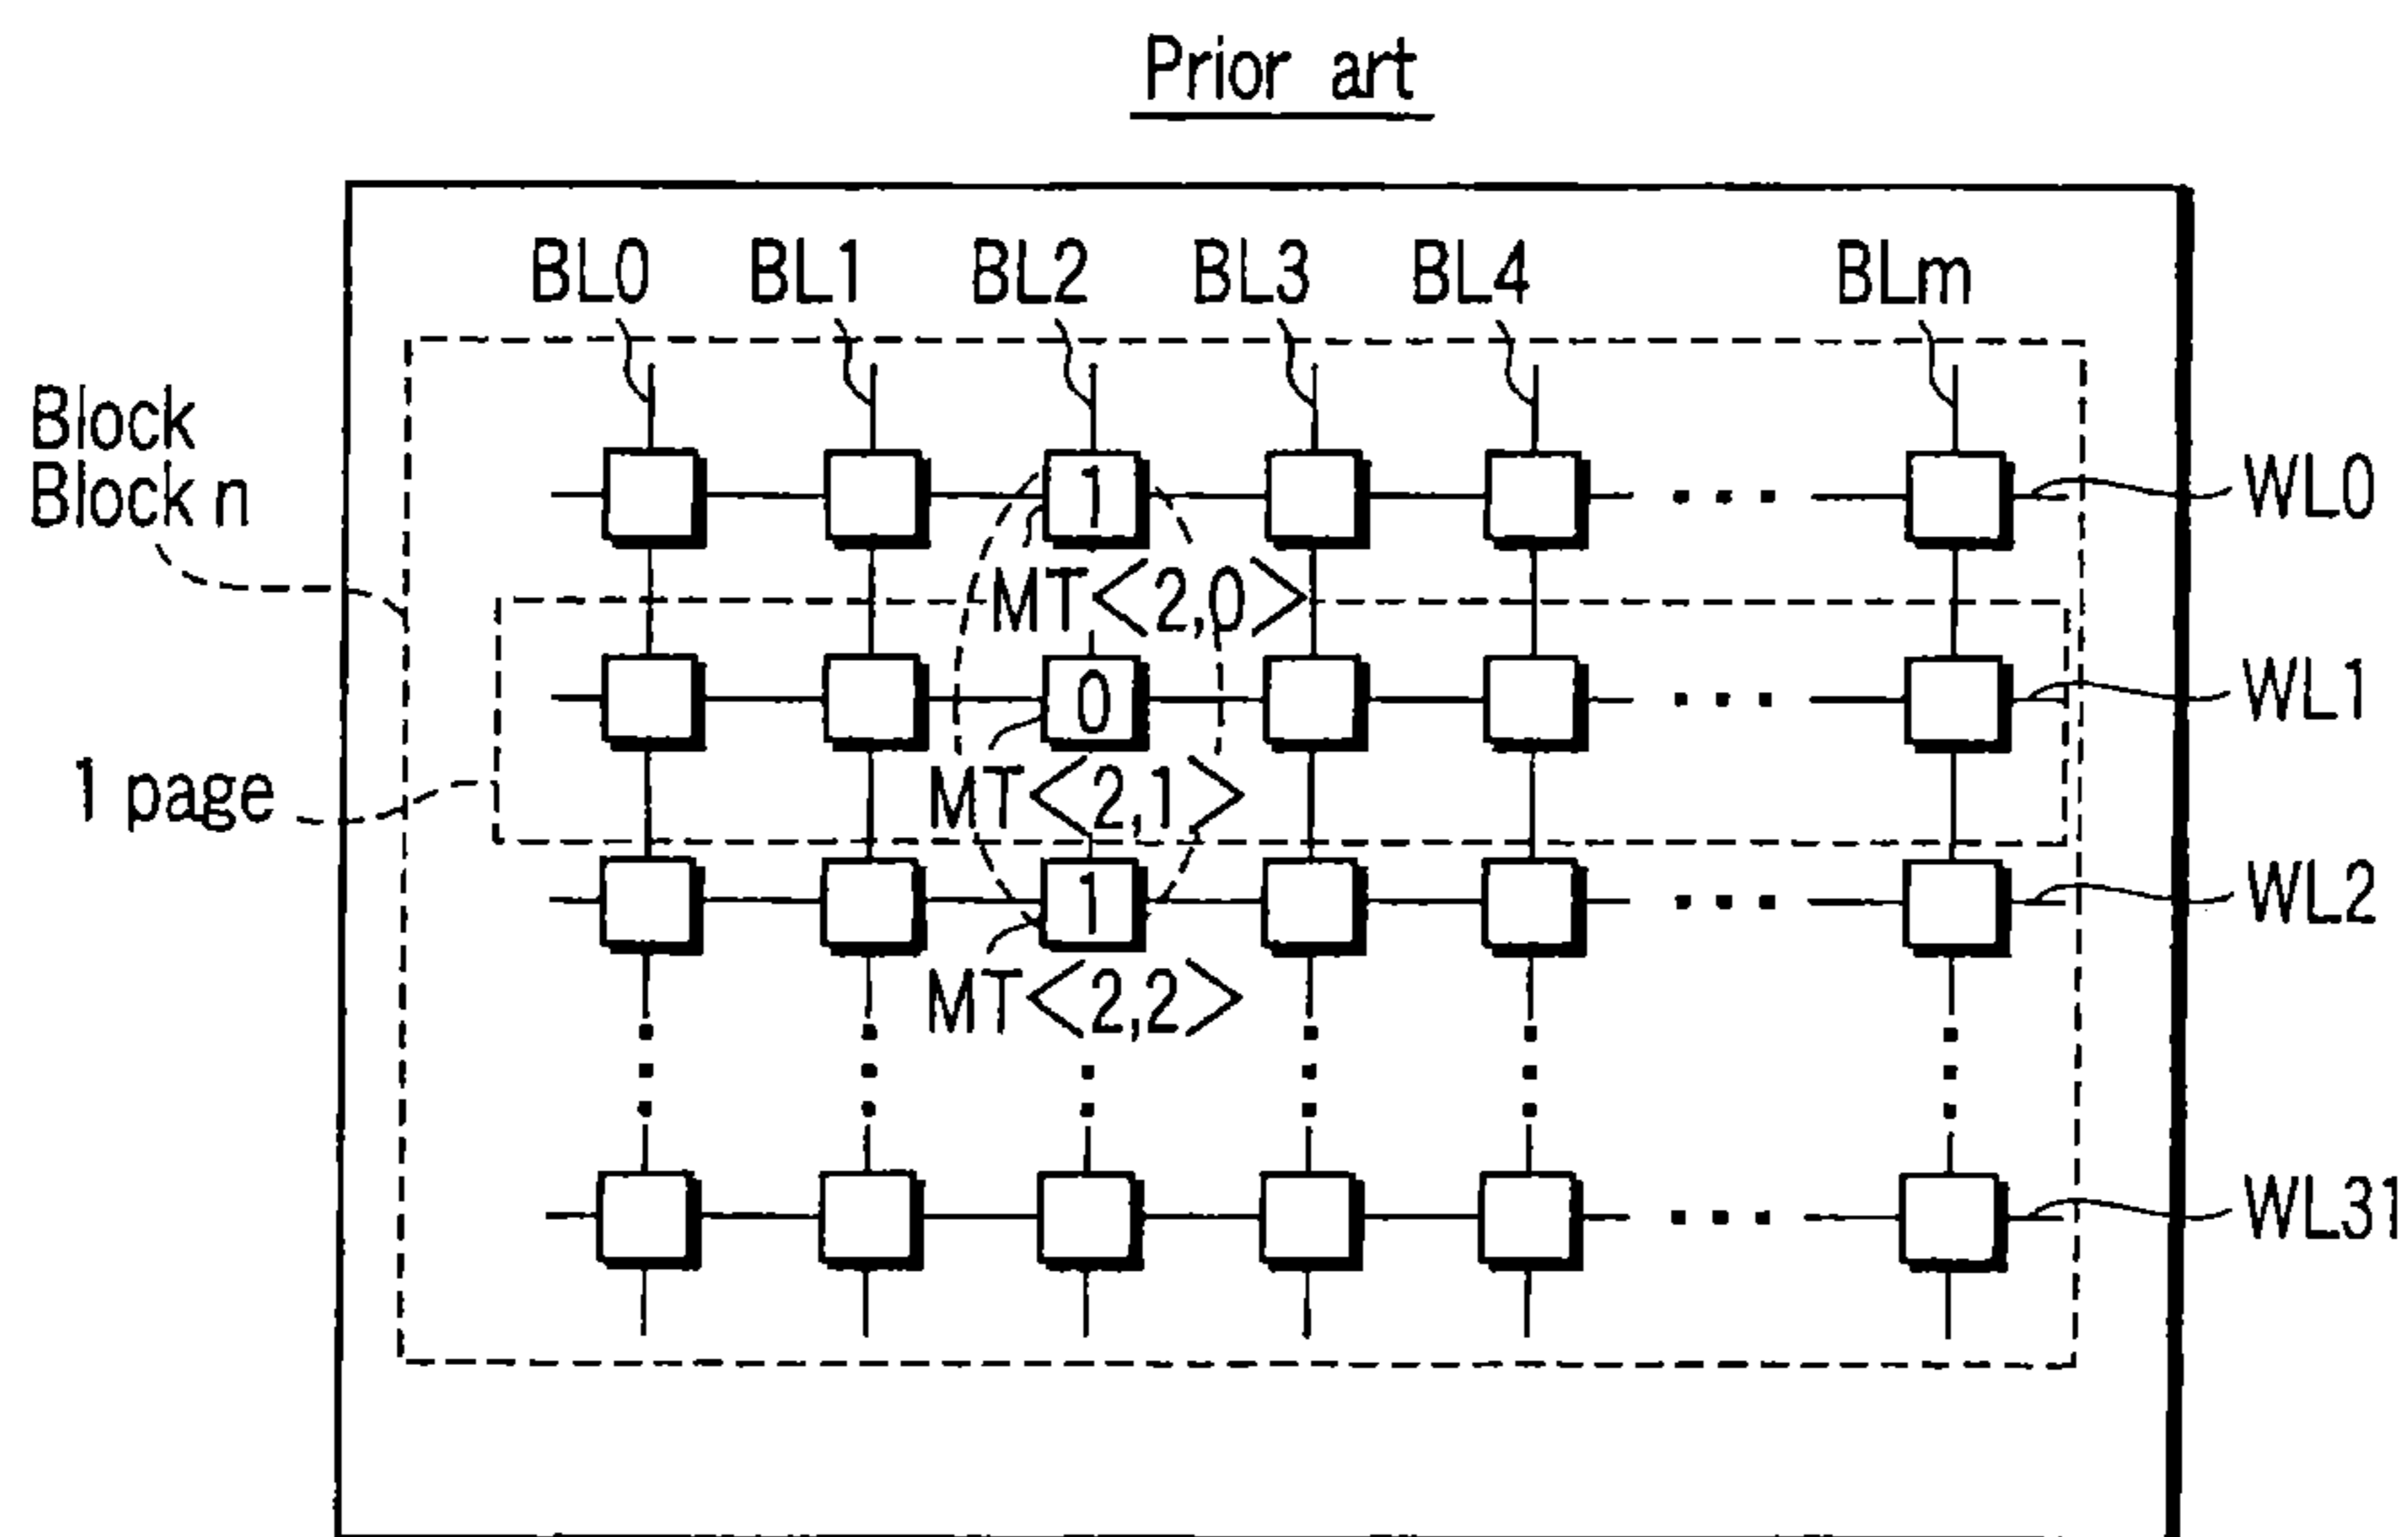 Prior art
BL0 BL1 BL2 BL3 BL4 BLm
Block
Block n
1 WL0
MT<2,0>
0 WL1
1 page
MT<2,1>
1 WL2
MT<2,2>
WL31